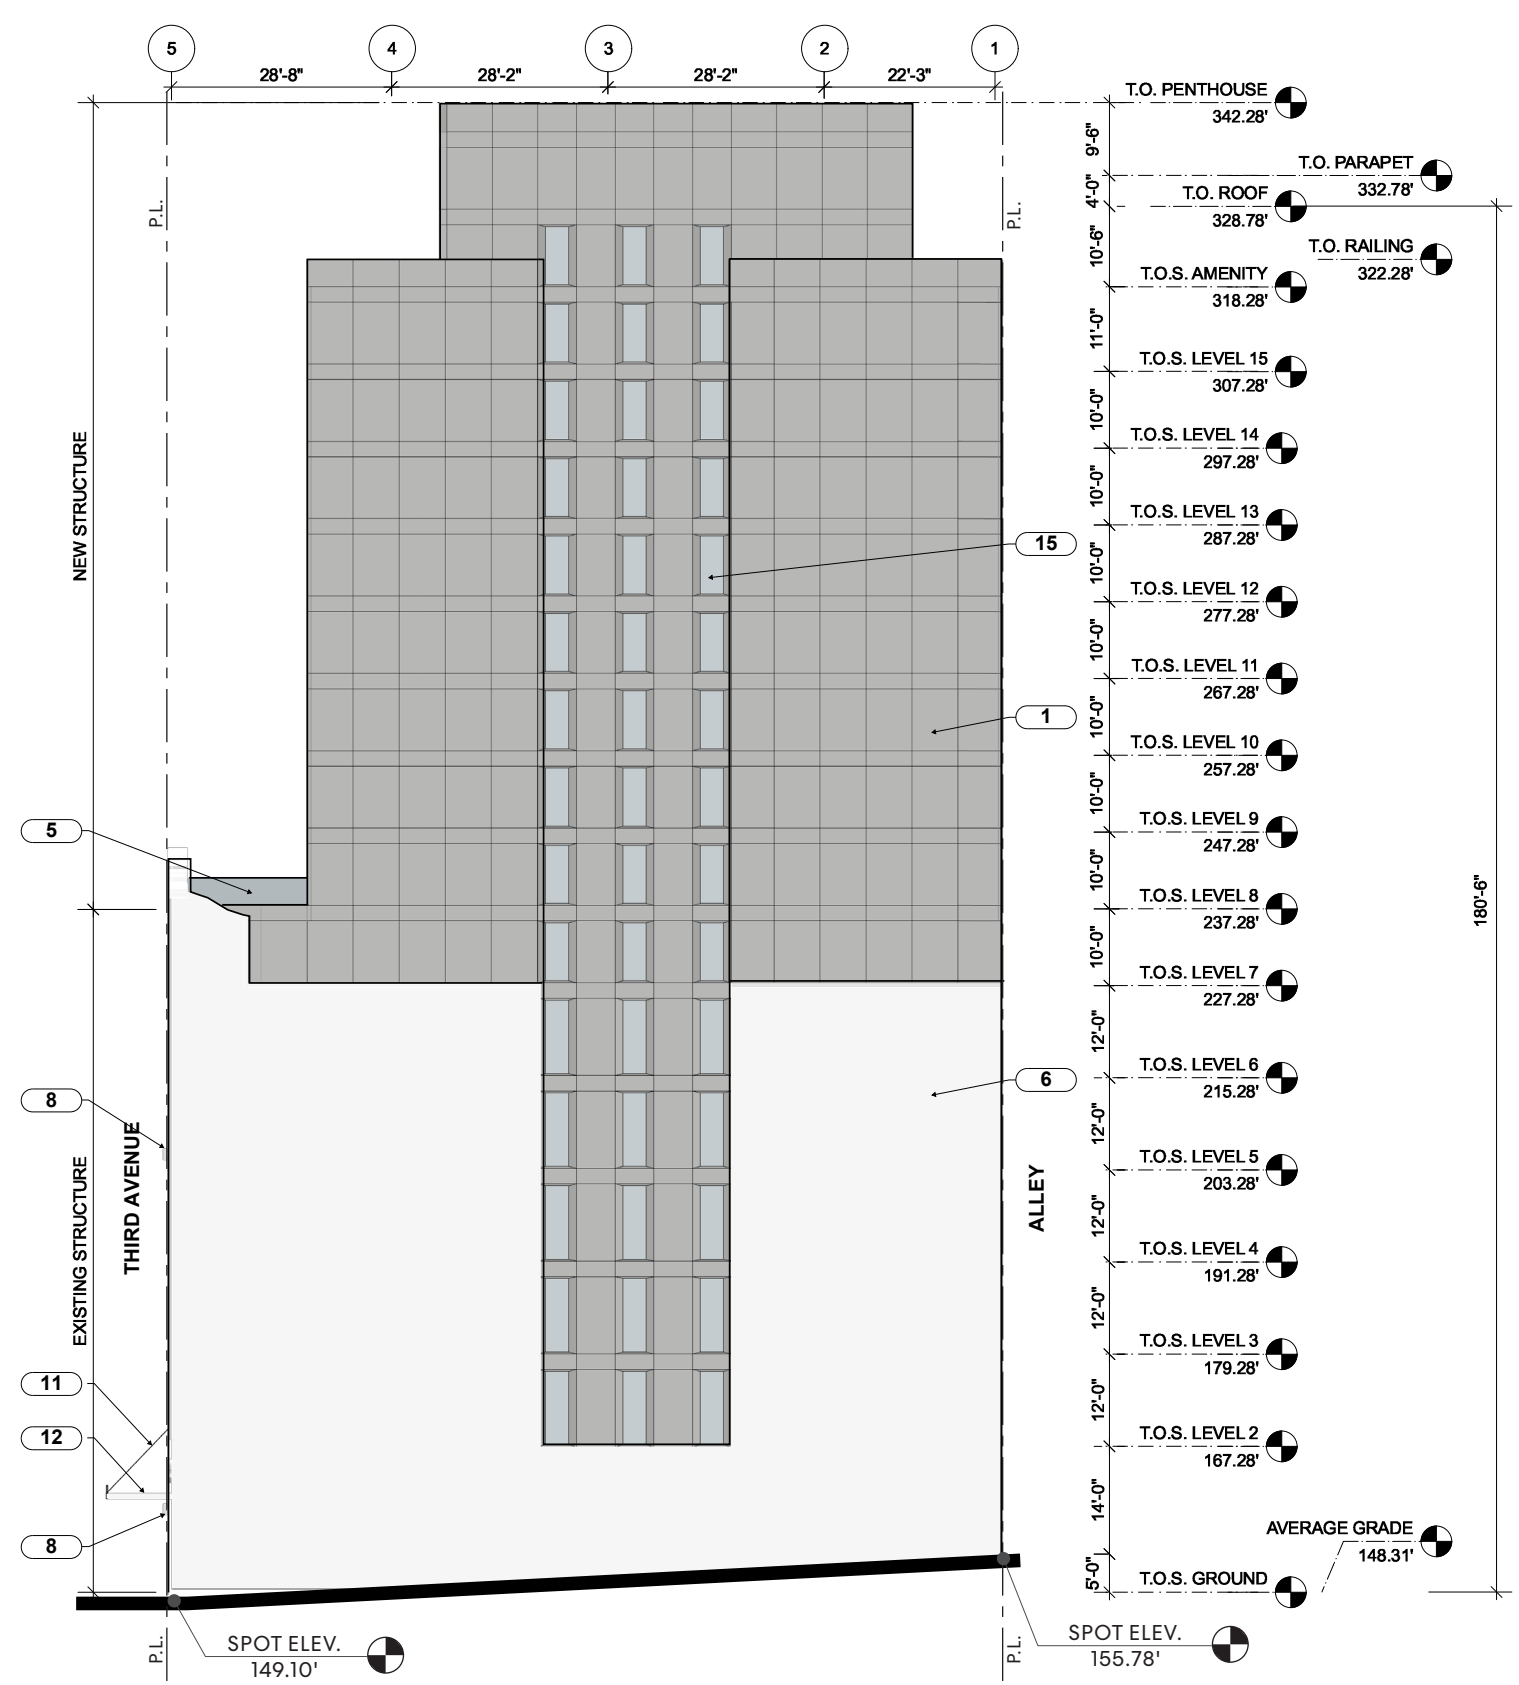 5
4
3
2
1
28'-8"
28'-2"
28'-2"
22'-3"
T.O. PENTHOUSE
342.28'
9'-6"
T.O. PARAPET
332.78'
4'-0"
T.O. ROOF
328.78'
P.L.
P.L.
10'-6"
T.O. RAILING
322.28'
T.O.S. AMENITY
318.28'
11'-0"
T.O.S. LEVEL 15
307.28'
10'-0"
T.O.S. LEVEL 14
297.28'
10'-0"
T.O.S. LEVEL 13
287.28'
NEW STRUCTURE
15
10'-0"
T.O.S. LEVEL 12
277.28'
10'-0"
T.O.S. LEVEL 11
267.28'
1
10'-0"
T.O.S. LEVEL 10
257.28'
10'-0"
T.O.S. LEVEL 9
247.28'
5
10'-0"
T.O.S. LEVEL 8
237.28'
180'-6"
10'-0"
T.O.S. LEVEL 7
227.28'
12'-0"
T.O.S. LEVEL 6
215.28'
6
8
12'-0"
T.O.S. LEVEL 5
203.28'
THIRD AVENUE
EXISTING STRUCTURE
ALLEY
12'-0"
T.O.S. LEVEL 4
191.28'
12'-0"
T.O.S. LEVEL 3
179.28'
11
12'-0"
T.O.S. LEVEL 2
167.28'
12
14'-0"
8
AVERAGE GRADE
148.31'
5'-0"
T.O.S. GROUND
P.L.
SPOT ELEV.
149.10'
P.L.
SPOT ELEV.
155.78'